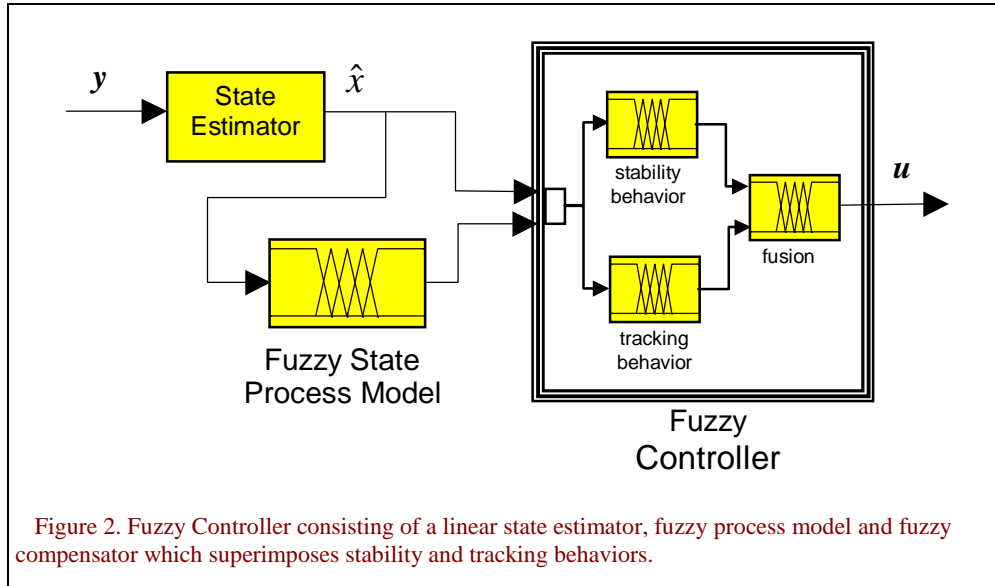 y
State
Estimator
x̂
stability
behavior
u
fusion
tracking
behavior
Fuzzy State
Process Model
Fuzzy
Controller
Figure 2. Fuzzy Controller consisting of a linear state estimator, fuzzy process model and fuzzy
compensator which superimposes stability and tracking behaviors.